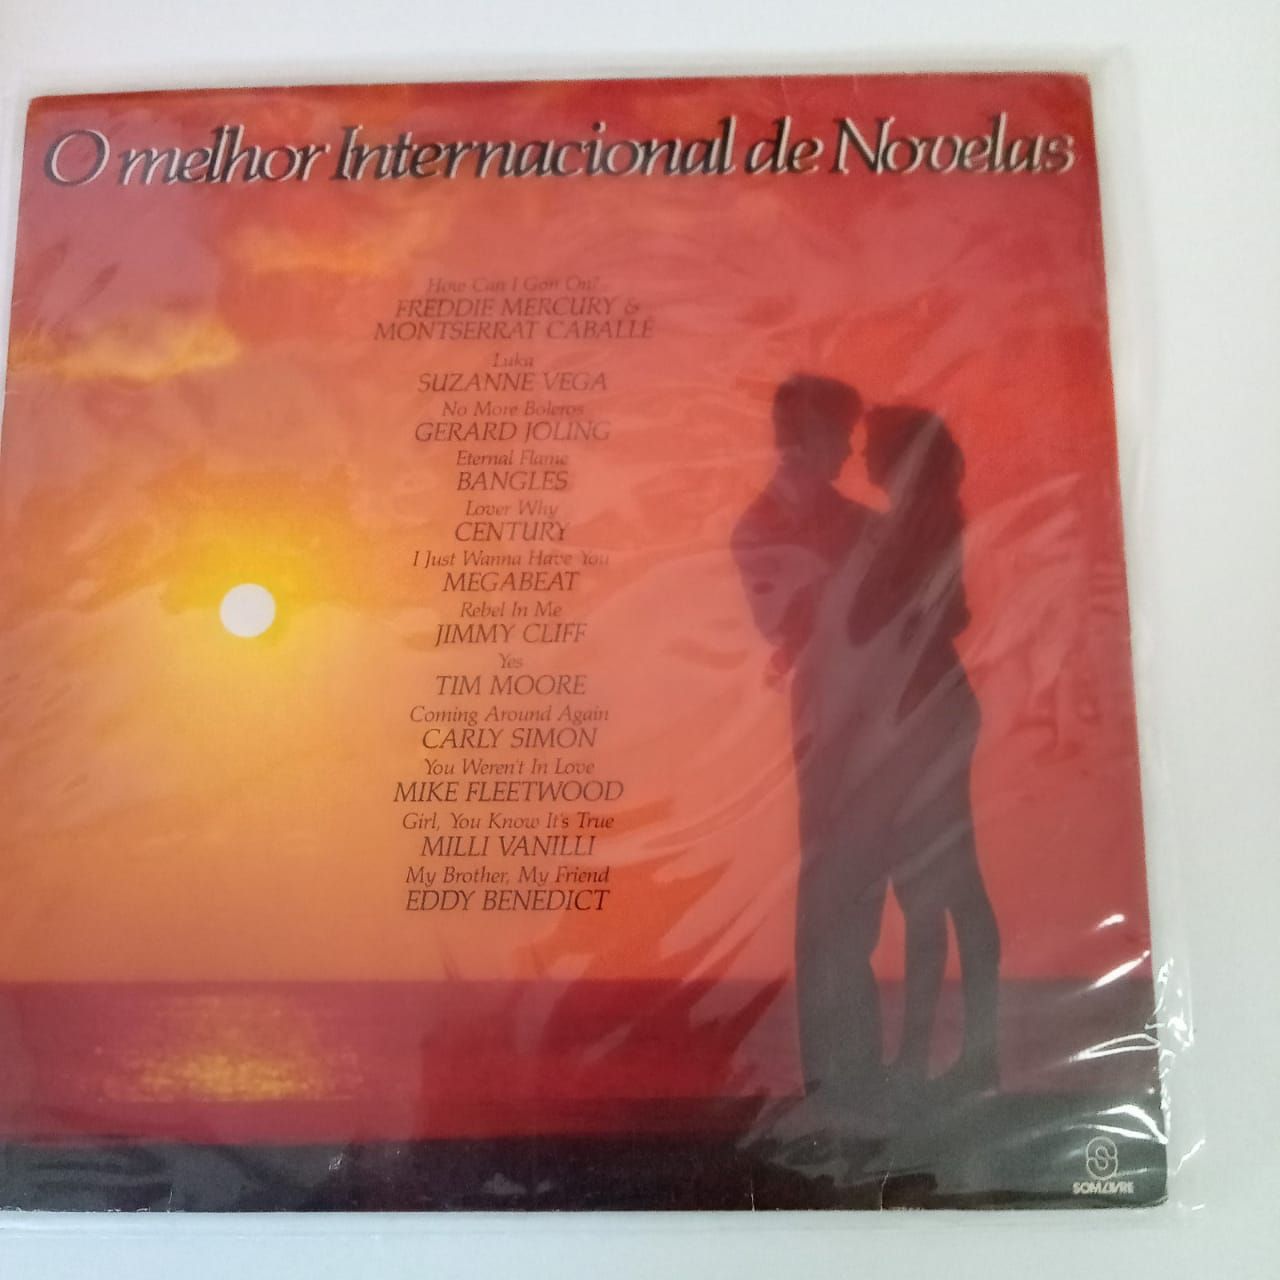 O melhor Internacional de Novelas
How Can I Gon On?
FREDDIE MERCURY &
MONTSERRAT CABALLÉ
Luka
SUZANNE VEGA
No More Boleros
GERARD JOLING
Eternal Flame
BANGLES
Lover Why
CENTURY
I Just Wanna Have You
MEGABEAT
Rebel In Me
JIMMY CLIFF
Yes
TIM MOORE
Coming Around Again
CARLY SIMON
You Weren't In Love
MIKE FLEETWOOD
Girl, You Know It's True
MILLI VANILLI
My Brother, My Friend
EDDY BENEDICT
SOM LIVRE